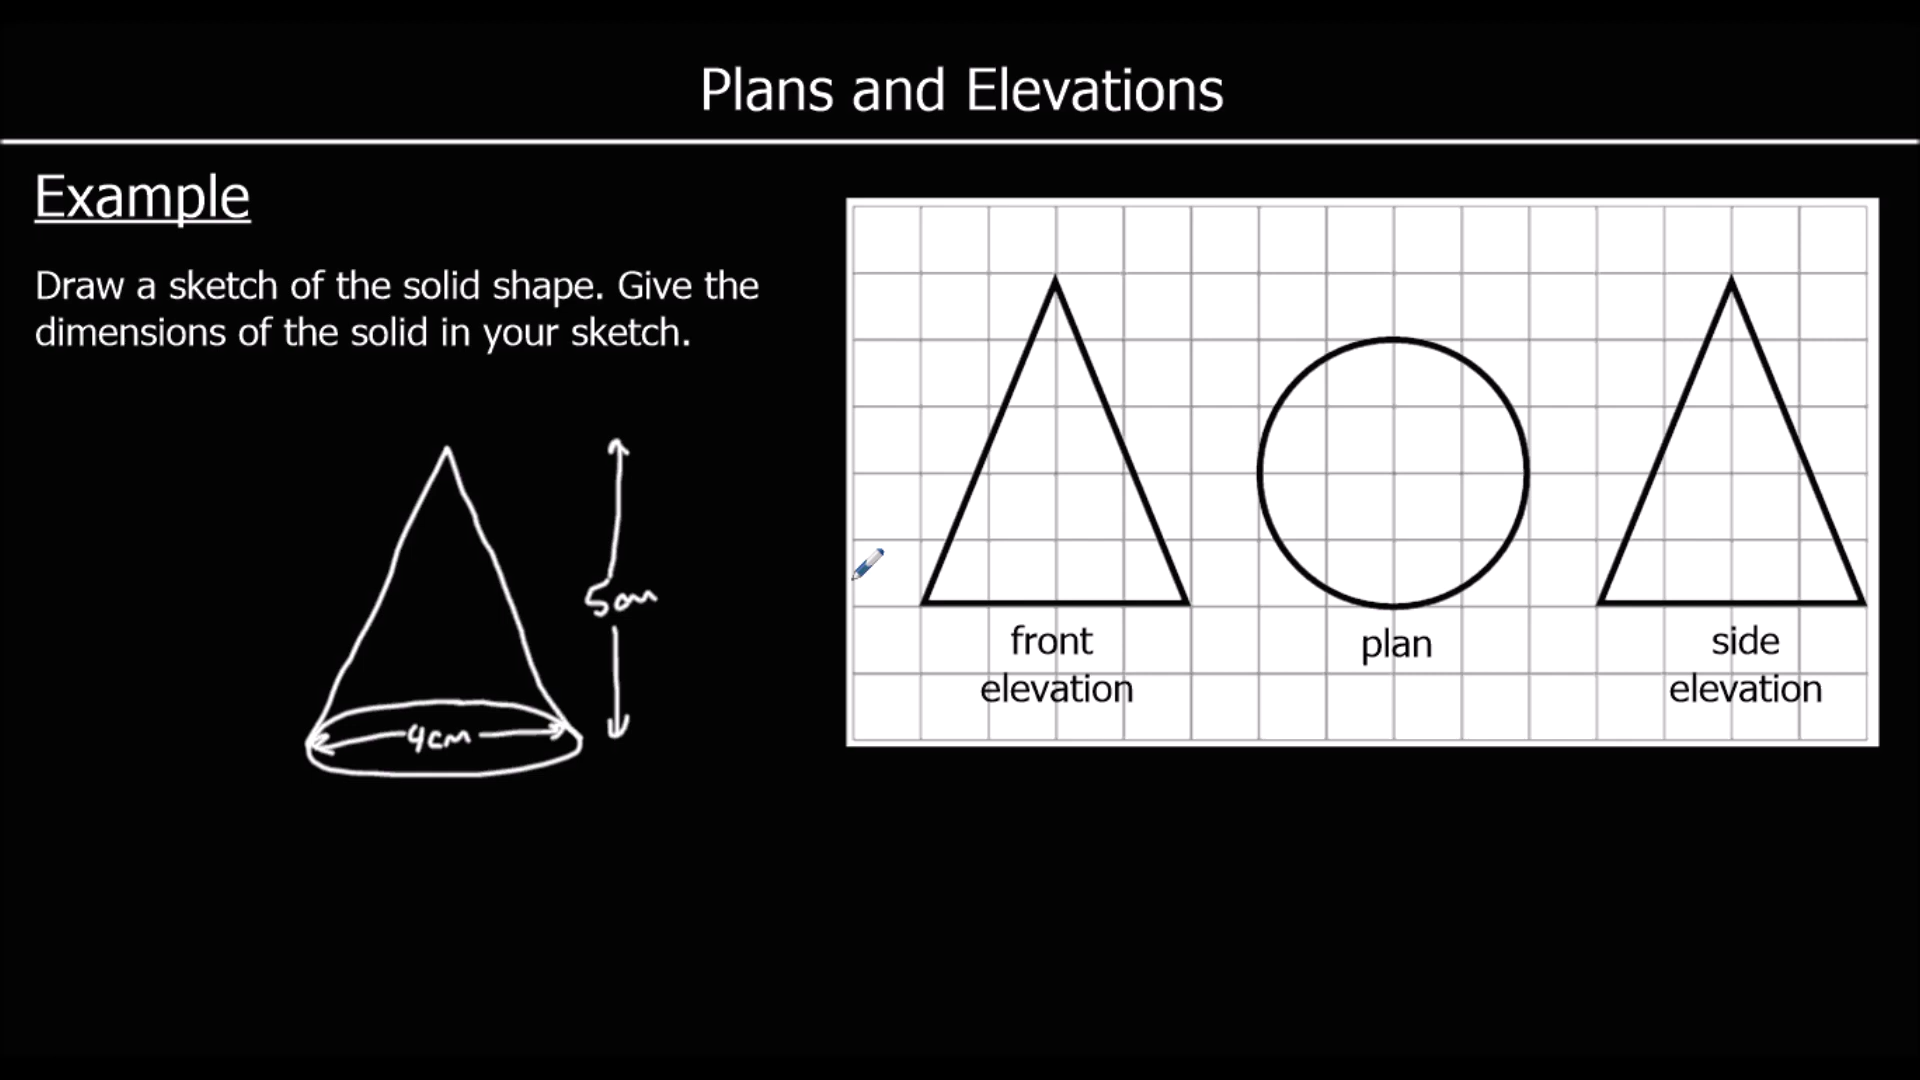 Plans and Elevations
Example
Draw a sketch of the solid shape. Give the
dimensions of the solid in your sketch.
5cm
4cm
front
elevation
plan
side
elevation